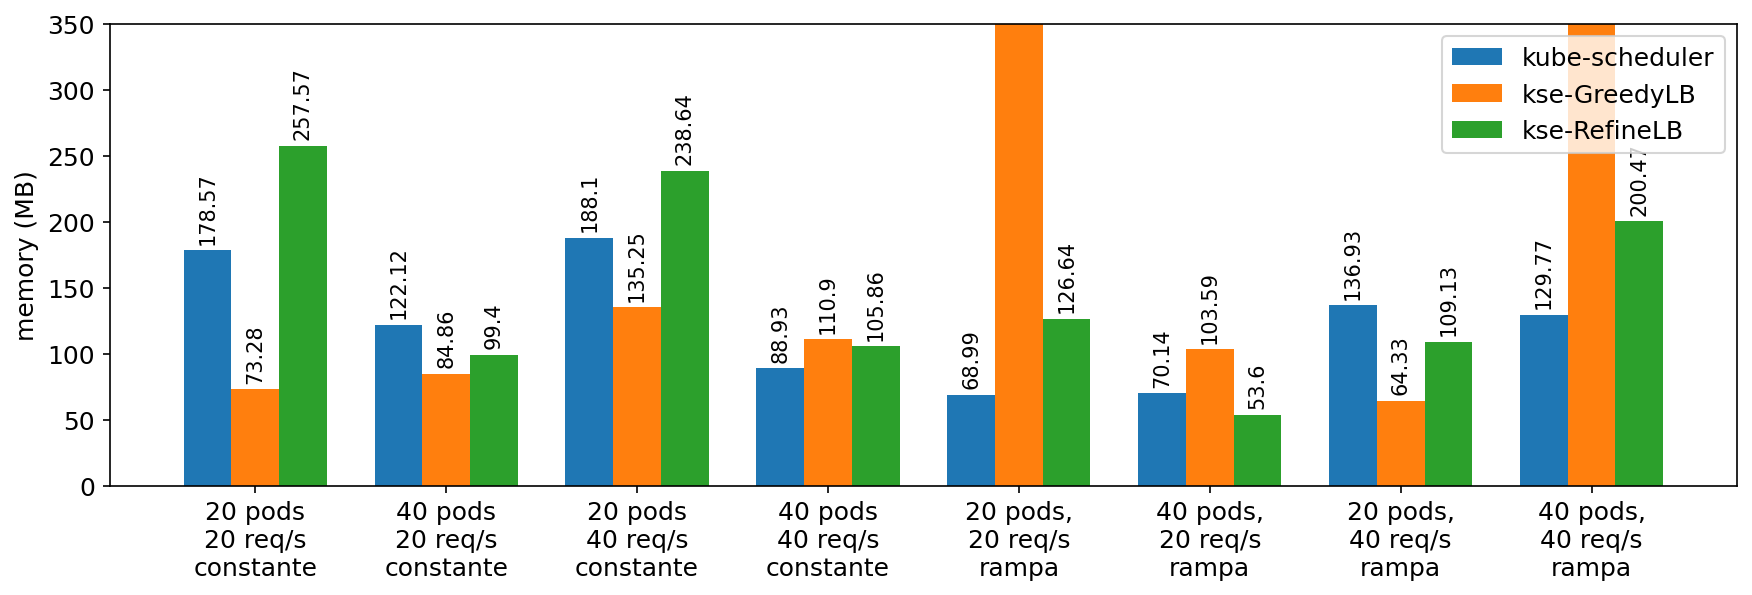 350
300
250
200
150
100
50
0
memory (MB)
kube-scheduler
kse-GreedyLB
kse-RefineLB
178.57
73.28
257.57
122.12
84.86
99.4
188.1
135.25
238.64
88.93
110.9
105.86
68.99
126.64
70.14
103.59
53.6
136.93
64.33
109.13
129.77
200.47
20 pods
20 req/s
constante
40 pods
20 req/s
constante
20 pods
40 req/s
constante
40 pods
40 req/s
constante
20 pods,
20 req/s
rampa
40 pods,
20 req/s
rampa
20 pods,
40 req/s
rampa
40 pods,
40 req/s
rampa